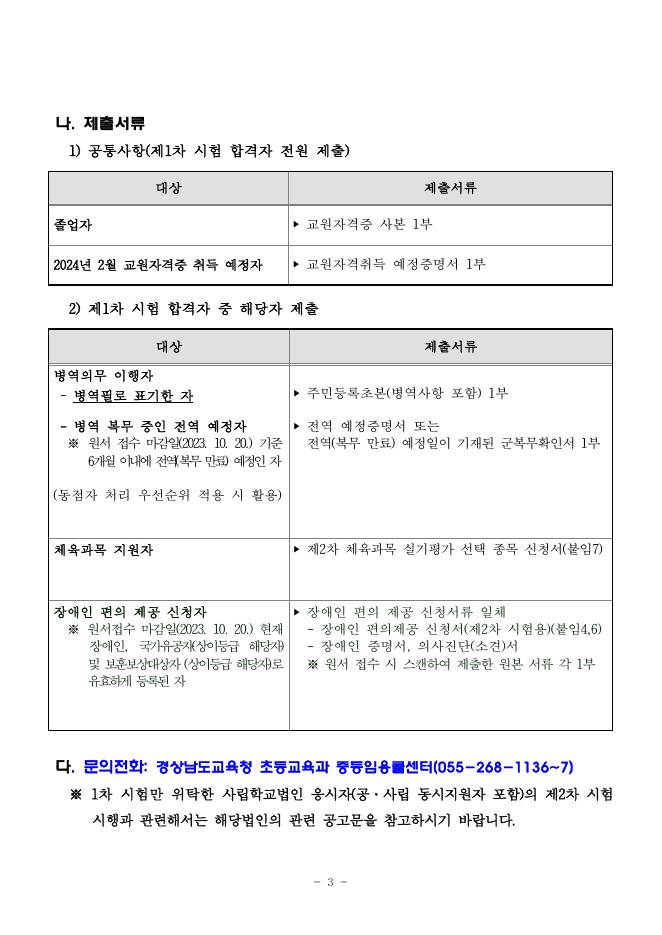 나. 제출서류
1) 공통사항(제1차 시험 합격자 전원 제출)
대상 제출서류
졸업자 ▶ 교원자격증 사본 1부
2024년 2월 교원자격증 취득 예정자 ▶ 교원자격취득 예정증명서 1부
2) 제1차 시험 합격자 중 해당자 제출
대상 제출서류
병역의무 이행자
- 병역필로 표기한 자 ▶ 주민등록초본(병역사항 포함) 1부
- 병역 복무 중인 전역 예정자 ▶ 전역 예정증명서 또는
※ 원서 접수 마감일(2023. 10. 20.) 기준 전역(복무 만료) 예정일이 기재된 군복무확인서 1부
6개월 이내에 전역(복무 만료) 예정인 자
(동점자 처리 우선순위 적용 시 활용)
체육과목 지원자 ▶ 제2차 체육과목 실기평가 선택 종목 신청서(붙임7)
장애인 편의 제공 신청자 ▶ 장애인 편의 제공 신청서류 일체
※ 원서접수 마감일(2023. 10. 20.) 현재 - 장애인 편의제공 신청서(제2차 시험용)(붙임4,6)
장애인, 국가유공자(상이등급 해당자) - 장애인 증명서, 의사진단(소견)서
및 보훈보상대상자 (상이등급 해당자)로 ※ 원서 접수 시 스캔하여 제출한 원본 서류 각 1부
유효하게 등록된 자
다. 문의전화: 경상남도교육청 초등교육과 중등임용콜센터(055-268-1136~7)
※ 1차 시험만 위탁한 사립학교법인 응시자(공·사립 동시지원자 포함)의 제2차 시험
시행과 관련해서는 해당법인의 관련 공고문을 참고하시기 바랍니다.
- 3 -